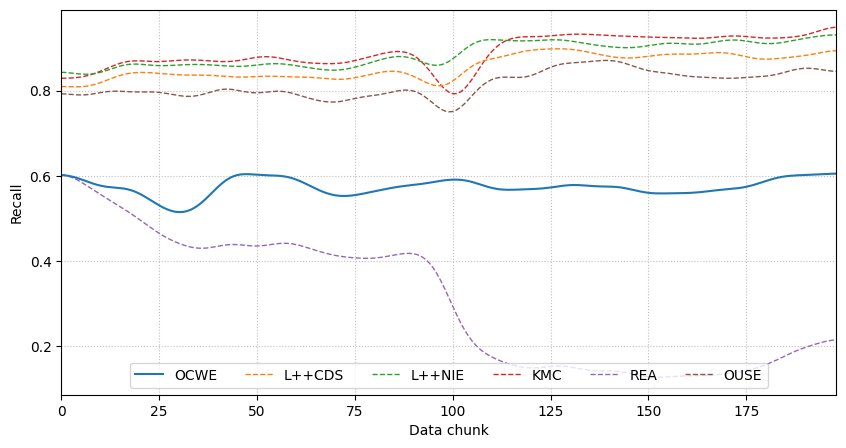 Recall
0.8
0.6
0.4
0.2
OCWE L++CDS L++NIE KMC REA OUSE
0 25 50 75 100 125 150 175
Data chunk